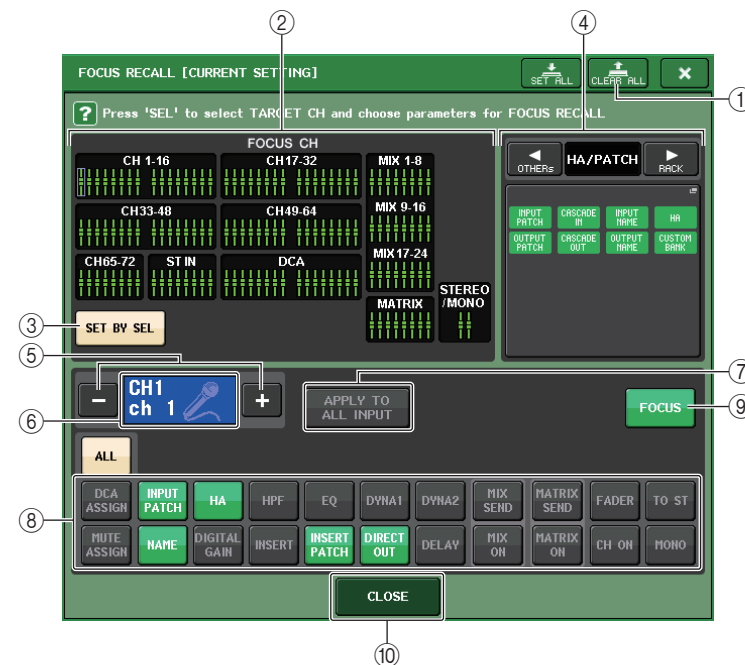 ② ④
FOCUS RECALL [CURRENT SETTING]
SET ALL
CLEAR ALL
①
? Press 'SEL' to select TARGET CH and choose parameters for FOCUS RECALL
FOCUS CH
CH 1-16
CH17-32
MIX 1-8
CH33-48
CH49-64
MIX 9-16
CH65-72
ST IN
DCA
MIX17-24
MATRIX
STEREO
/MONO
OTHERs
HA/PATCH
RACK
INPUT
PATCH
CASCADE
IN
INPUT
NAME
HA
OUTPUT
PATCH
CASCADE
OUT
OUTPUT
NAME
CUSTOM
BANK
③
SET BY SEL
⑤
⑥
−
CH1
ch 1
+
⑦
APPLY TO
ALL INPUT
FOCUS
⑨
ALL
⑧
DCA
ASSIGN
INPUT
PATCH
HA
HPF
EQ
DYNA1
DYNA2
MIX
SEND
MATRIX
SEND
FADER
TO ST
MUTE
ASSIGN
NAME
DIGITAL
GAIN
INSERT
INSERT
PATCH
DIRECT
OUT
DELAY
MIX
ON
MATRIX
ON
CH ON
MONO
CLOSE
⑩